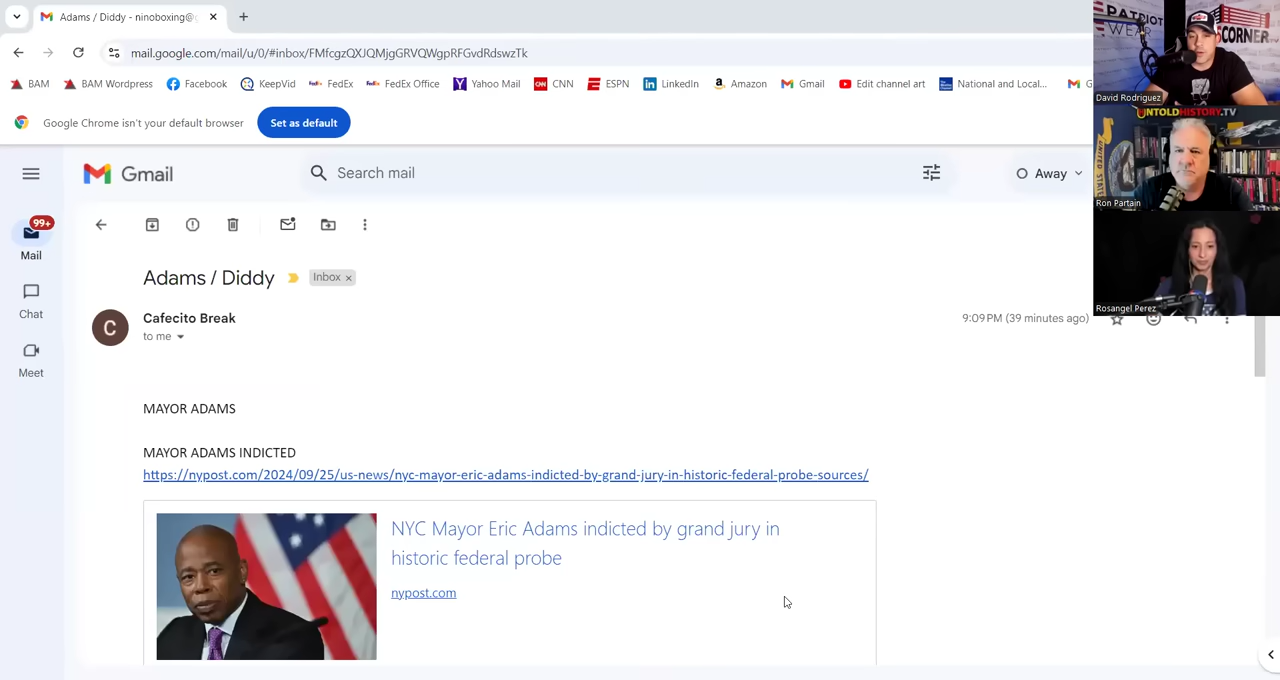 Adams / Diddy - ninoboxing@
mail.google.com/mail/u/0/#inbox/FMfcgzQXJQMjgGRVQWgpRFGvdRdswzTk
BAM BAM Wordpress Facebook KeepVid FedEx FedEx Office Yahoo Mail CNN ESPN LinkedIn Amazon Gmail Edit channel art National and Local... G
Google Chrome isn't your default browser Set as default
PATRIOT WEAR CORNER
David Rodriguez
UNTOLDHISTORY.TV
UNITED STATE
Ron Partain
Rosangel Perez
Gmail Search mail Away
99+
Mail
Chat
Meet
Adams / Diddy Inbox ×
C Cafecito Break 9:09 PM (39 minutes ago)
to me
MAYOR ADAMS
MAYOR ADAMS INDICTED
https://nypost.com/2024/09/25/us-news/nyc-mayor-eric-adams-indicted-by-grand-jury-in-historic-federal-probe-sources/
NYC Mayor Eric Adams indicted by grand jury in
historic federal probe
nypost.com